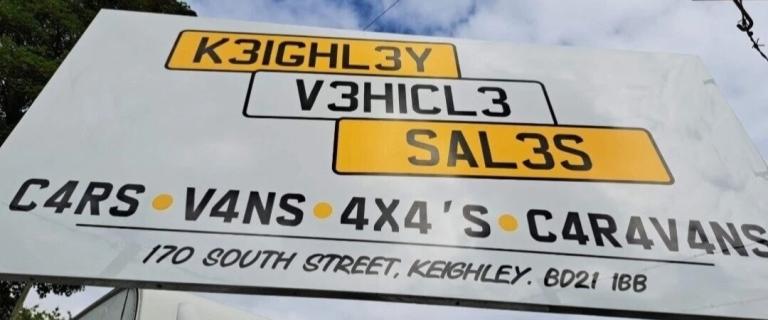 K3IGHL3Y
V3HICL3
SAL3S
C4RS • V4NS • 4X4'S • C4R4V4NS
170 SOUTH STREET, KEIGHLEY. BD21 1BB